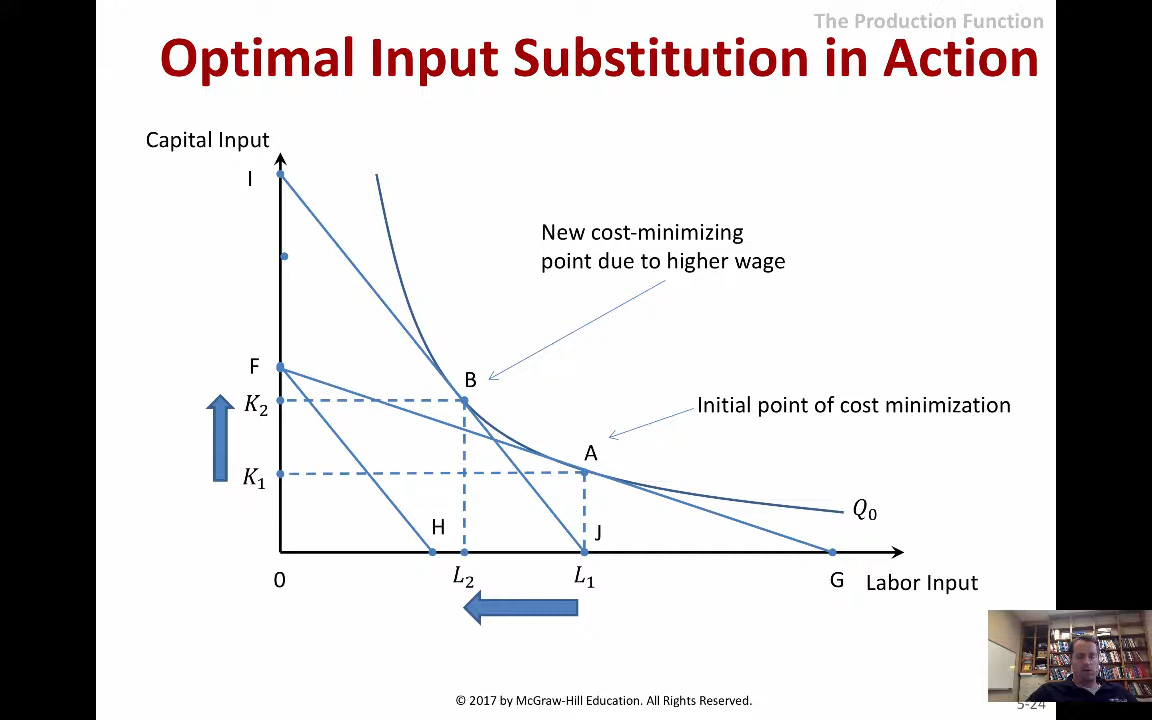 The Production Function
Optimal Input Substitution in Action
Capital Input
I
New cost-minimizing
point due to higher wage
F
B
K₂
Initial point of cost minimization
A
K₁
H
J
Q₀
0
L₂
L₁
G
Labor Input
© 2017 by McGraw-Hill Education. All Rights Reserved.
5-24